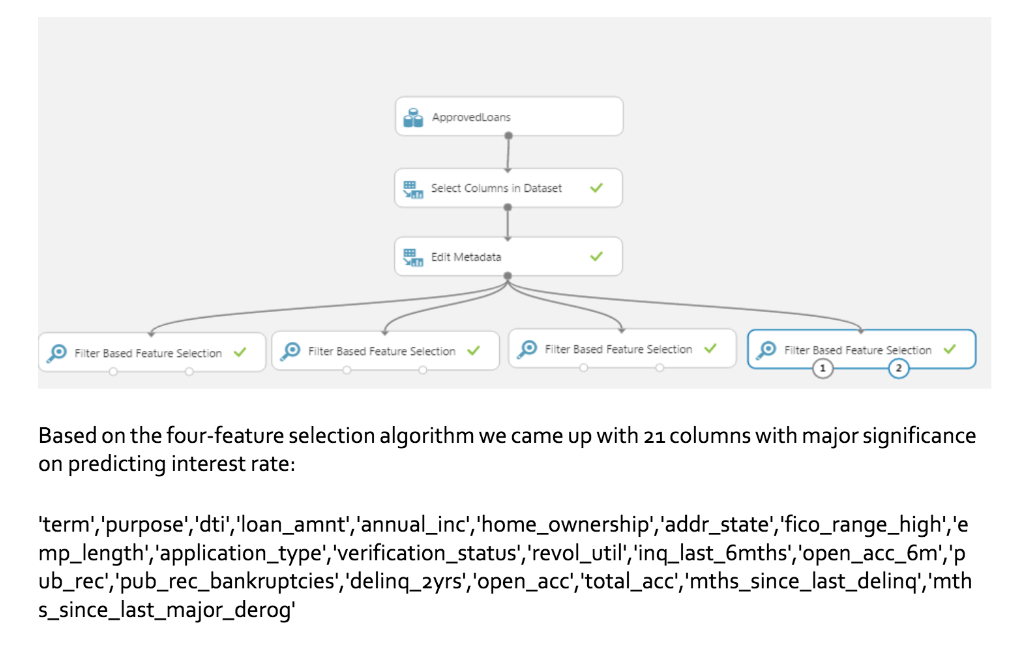 ApprovedLoans
Select Columns in Dataset
Edit Metadata
Filter Based Feature Selection
Filter Based Feature Selection
Filter Based Feature Selection
Filter Based Feature Selection
1
2
Based on the four-feature selection algorithm we came up with 21 columns with major significance
on predicting interest rate:
'term','purpose','dti','loan_amnt','annual_inc','home_ownership','addr_state','fico_range_high','e
mp_length','application_type','verification_status','revol_util','inq_last_6mths','open_acc_6m','p
ub_rec','pub_rec_bankruptcies','delinq_2yrs','open_acc','total_acc','mths_since_last_delinq','mth
s_since_last_major_derog'